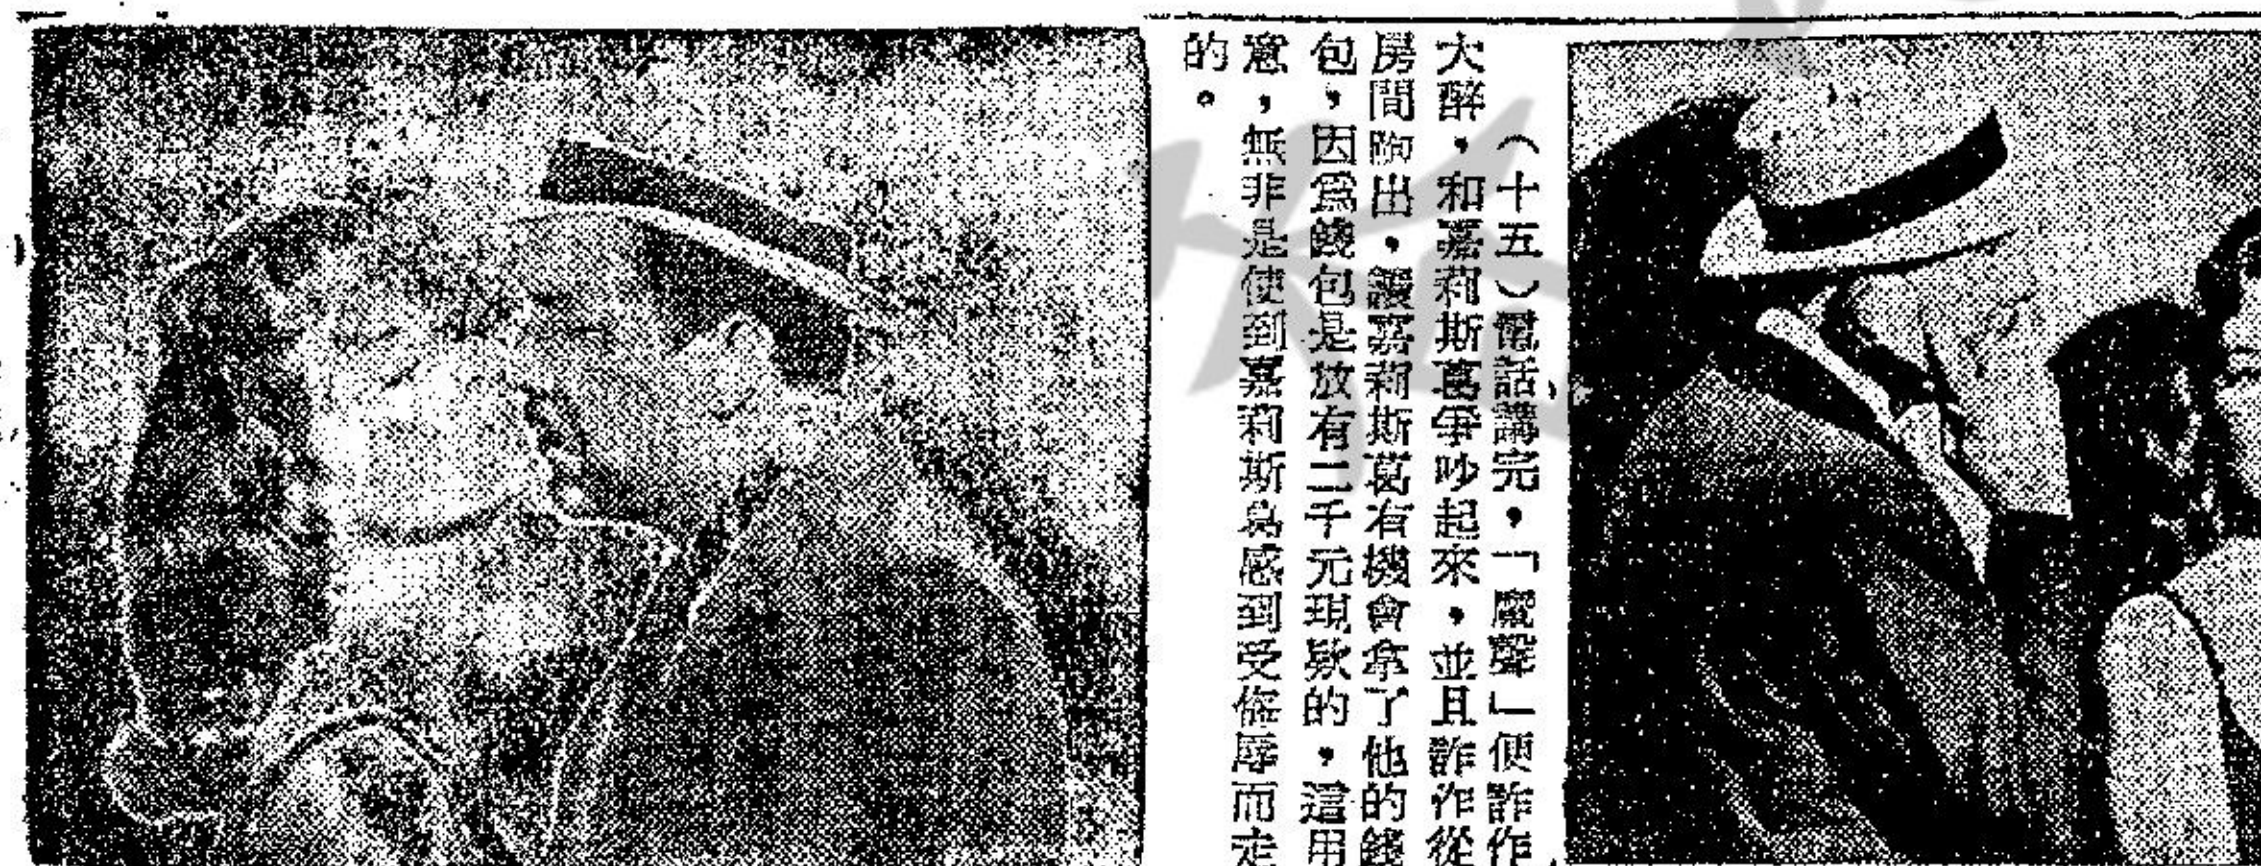 （十五）電話講完，「魔聲」便詐作
大醉，和嘉莉斯葛爭吵起來，並且詐作從
房間踱出，讓嘉莉斯葛有機會拿了他的錢
包，因爲錢包是放有二千元現欵的，這用
意，無非是使到嘉莉斯葛感到受侮辱而走
的。